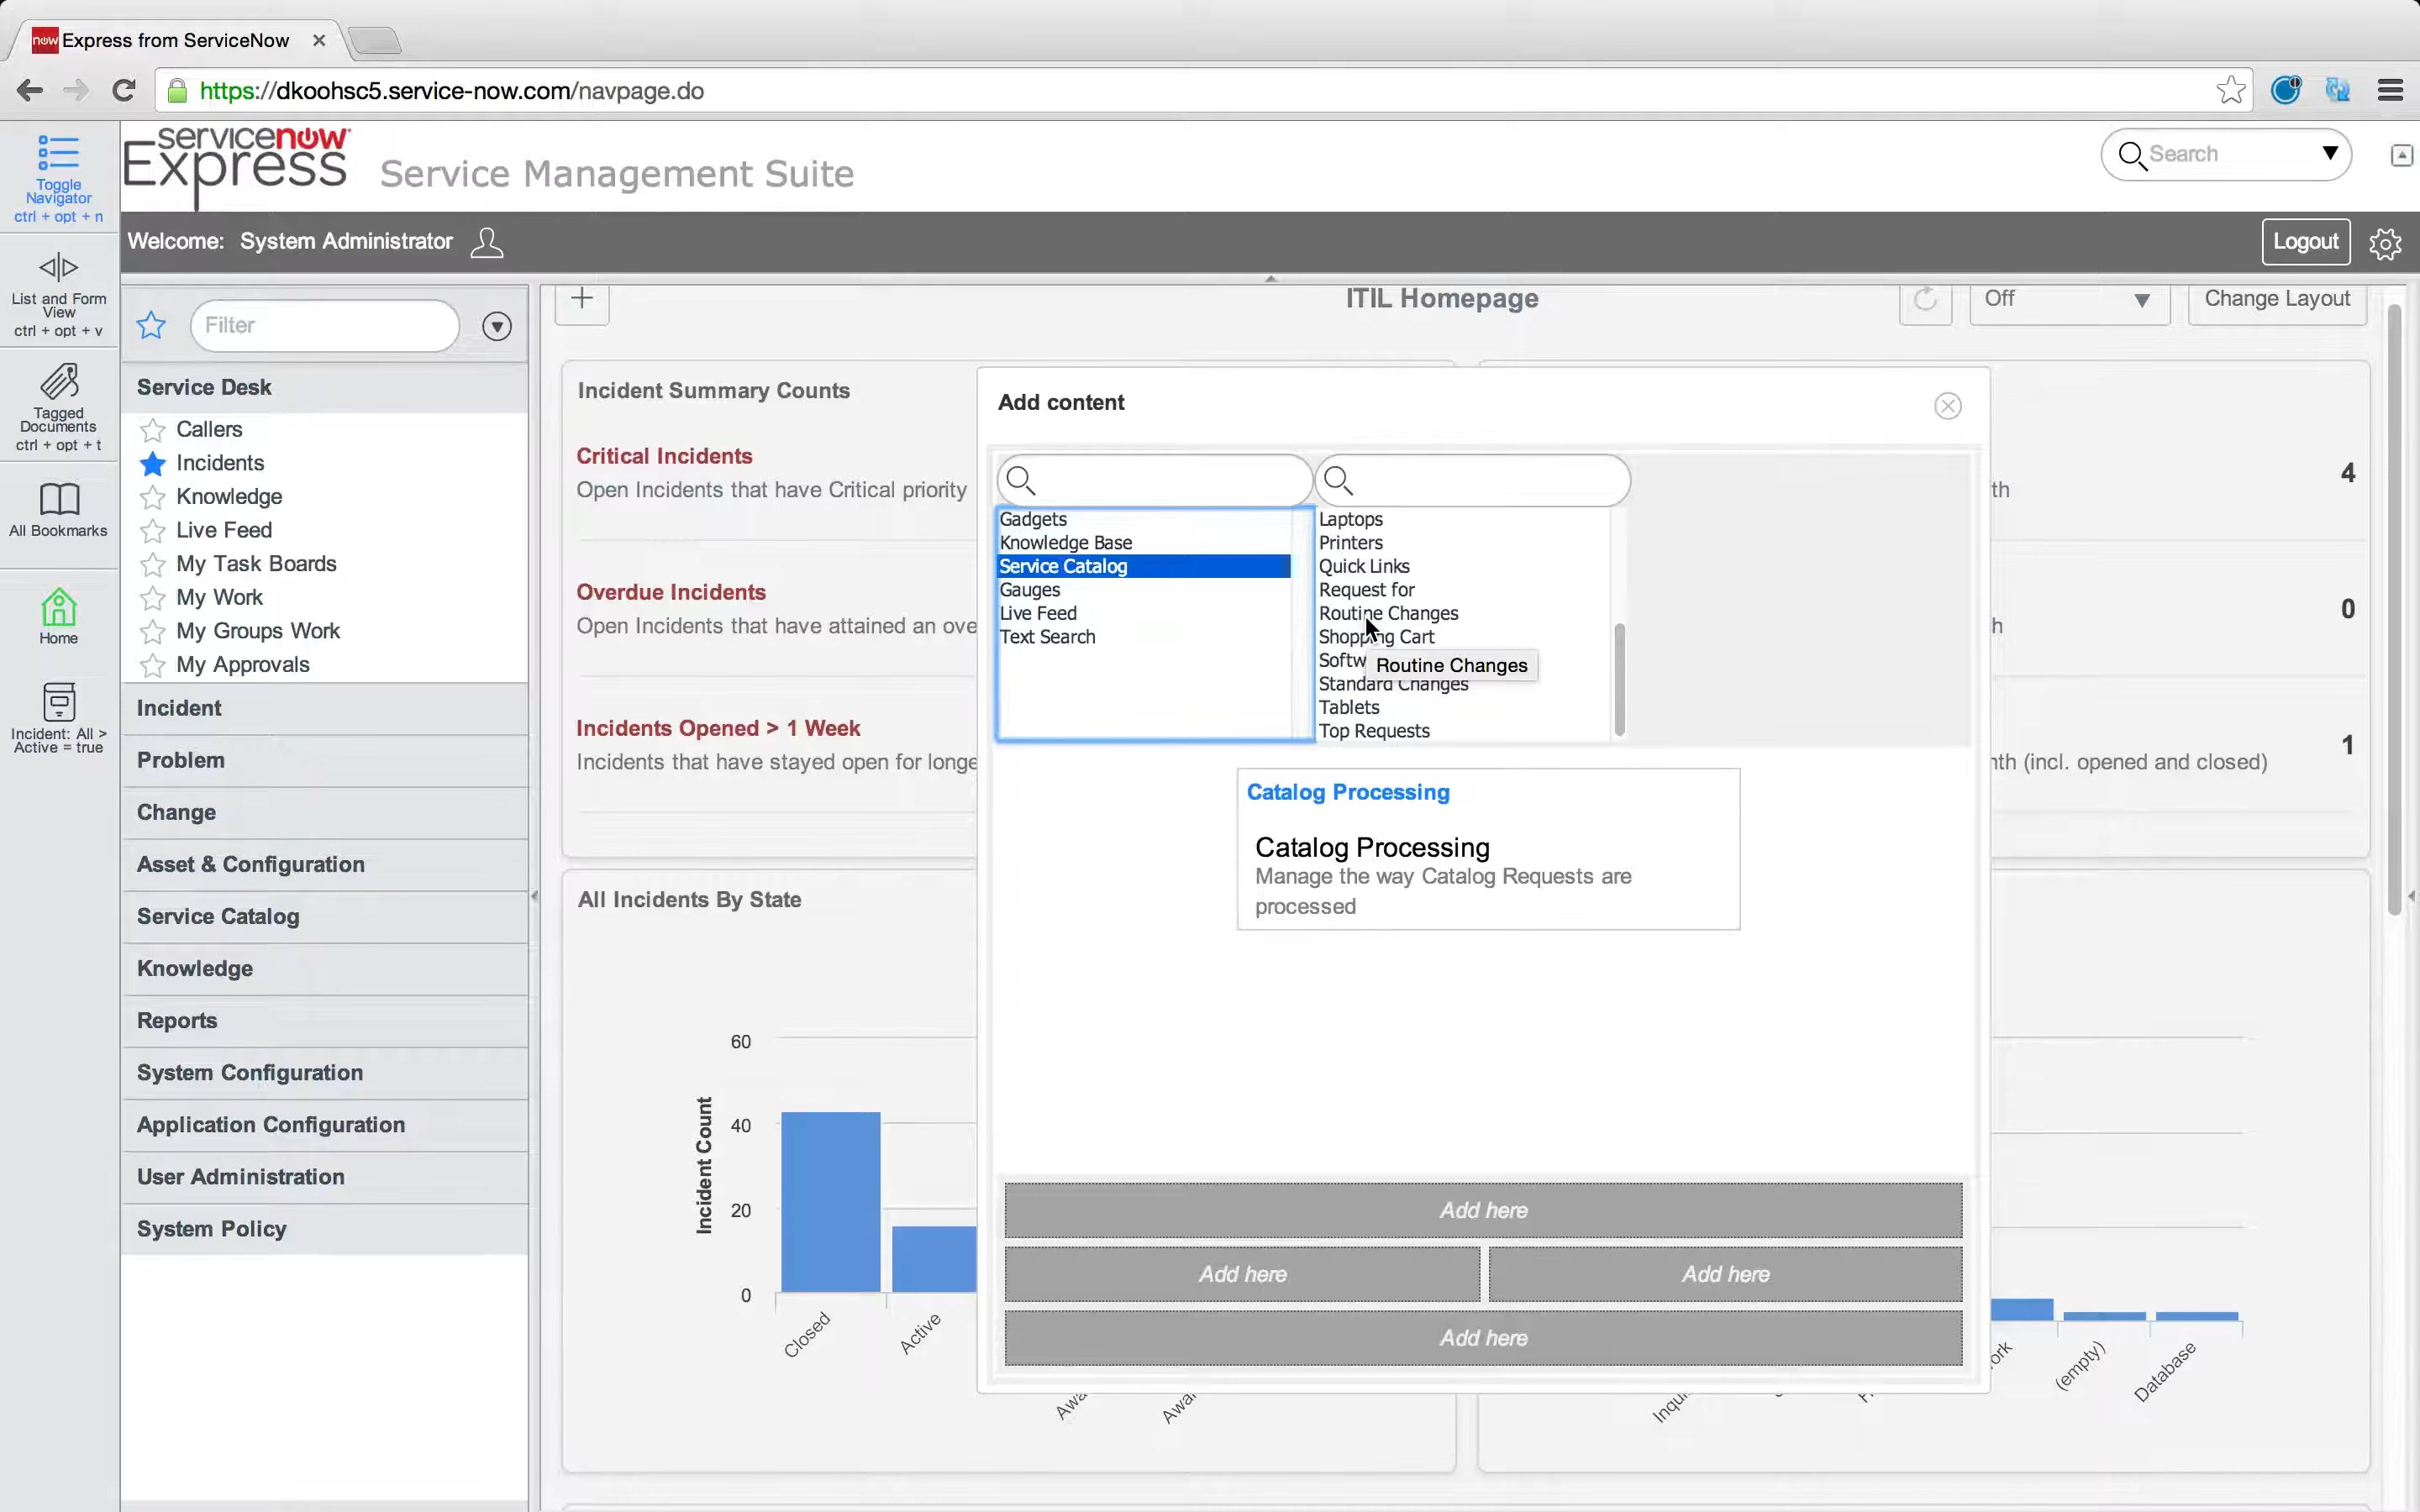 now Express from ServiceNow
https://dkoohsc5.service-now.com/navpage.do
servicenow
Express
Service Management Suite
Search
Welcome: System Administrator
Logout
Toggle
Navigator
ctrl + opt + n
List and Form
View
ctrl + opt + v
Tagged
Documents
ctrl + opt + t
All Bookmarks
Home
Incident: All >
Active = true
Filter
Service Desk
Callers
Incidents
Knowledge
Live Feed
My Task Boards
My Work
My Groups Work
My Approvals
Incident
Problem
Change
Asset & Configuration
Service Catalog
Knowledge
Reports
System Configuration
Application Configuration
User Administration
System Policy
ITIL Homepage
Off
Change Layout
Incident Summary Counts
Critical Incidents
Open Incidents that have Critical priority
th
4
Overdue Incidents
Open Incidents that have attained an ove
h
0
Incidents Opened > 1 Week
Incidents that have stayed open for longe
nth (incl. opened and closed)
1
All Incidents By State
Incident Count
60
40
20
0
Closed
Active
Awa
Awai
Inqu
ork
(empty)
Database
Add content
Gadgets
Knowledge Base
Service Catalog
Gauges
Live Feed
Text Search
Laptops
Printers
Quick Links
Request for
Routine Changes
Shopping Cart
Softw
Routine Changes
Standard Changes
Tablets
Top Requests
Catalog Processing
Catalog Processing
Manage the way Catalog Requests are
processed
Add here
Add here
Add here
Add here